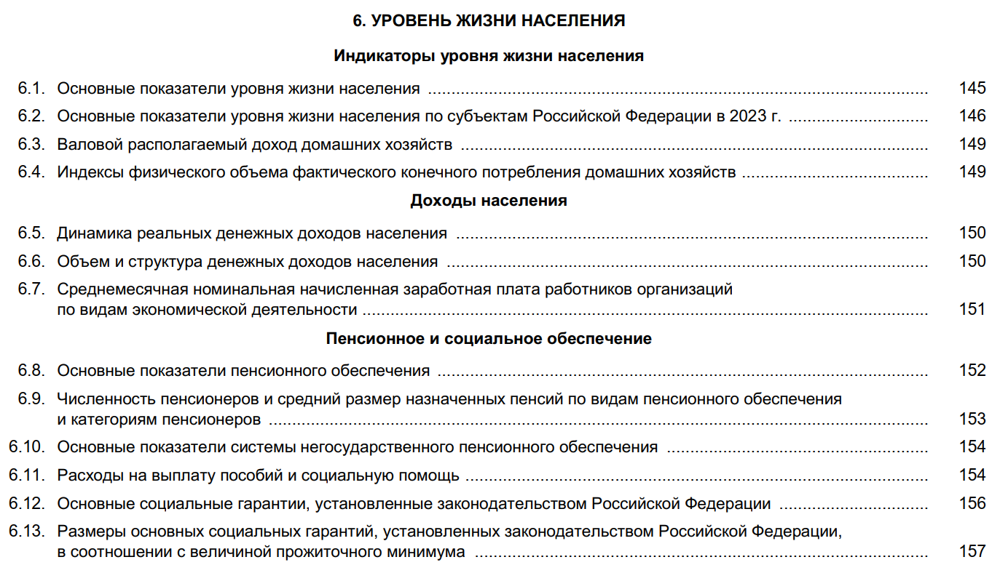 6. УРОВЕНЬ ЖИЗНИ НАСЕЛЕНИЯ
Индикаторы уровня жизни населения
6.1. Основные показатели уровня жизни населения ........................................ 145
6.2. Основные показатели уровня жизни населения по субъектам Российской Федерации в 2023 г. .............................. 146
6.3. Валовой располагаемый доход домашних хозяйств ........................................ 149
6.4. Индексы физического объема фактического конечного потребления домашних хозяйств ........................................ 149
Доходы населения
6.5. Динамика реальных денежных доходов населения ........................................ 150
6.6. Объем и структура денежных доходов населения ........................................ 150
6.7. Среднемесячная номинальная начисленная заработная плата работников организаций
по видам экономической деятельности ........................................ 151
Пенсионное и социальное обеспечение
6.8. Основные показатели пенсионного обеспечения ........................................ 152
6.9. Численность пенсионеров и средний размер назначенных пенсий по видам пенсионного обеспечения
и категориям пенсионеров ........................................ 153
6.10. Основные показатели системы негосударственного пенсионного обеспечения ........................................ 154
6.11. Расходы на выплату пособий и социальную помощь ........................................ 154
6.12. Основные социальные гарантии, установленные законодательством Российской Федерации .............................. 156
6.13. Размеры основных социальных гарантий, установленных законодательством Российской Федерации,
в соотношении с величиной прожиточного минимума ........................................ 157